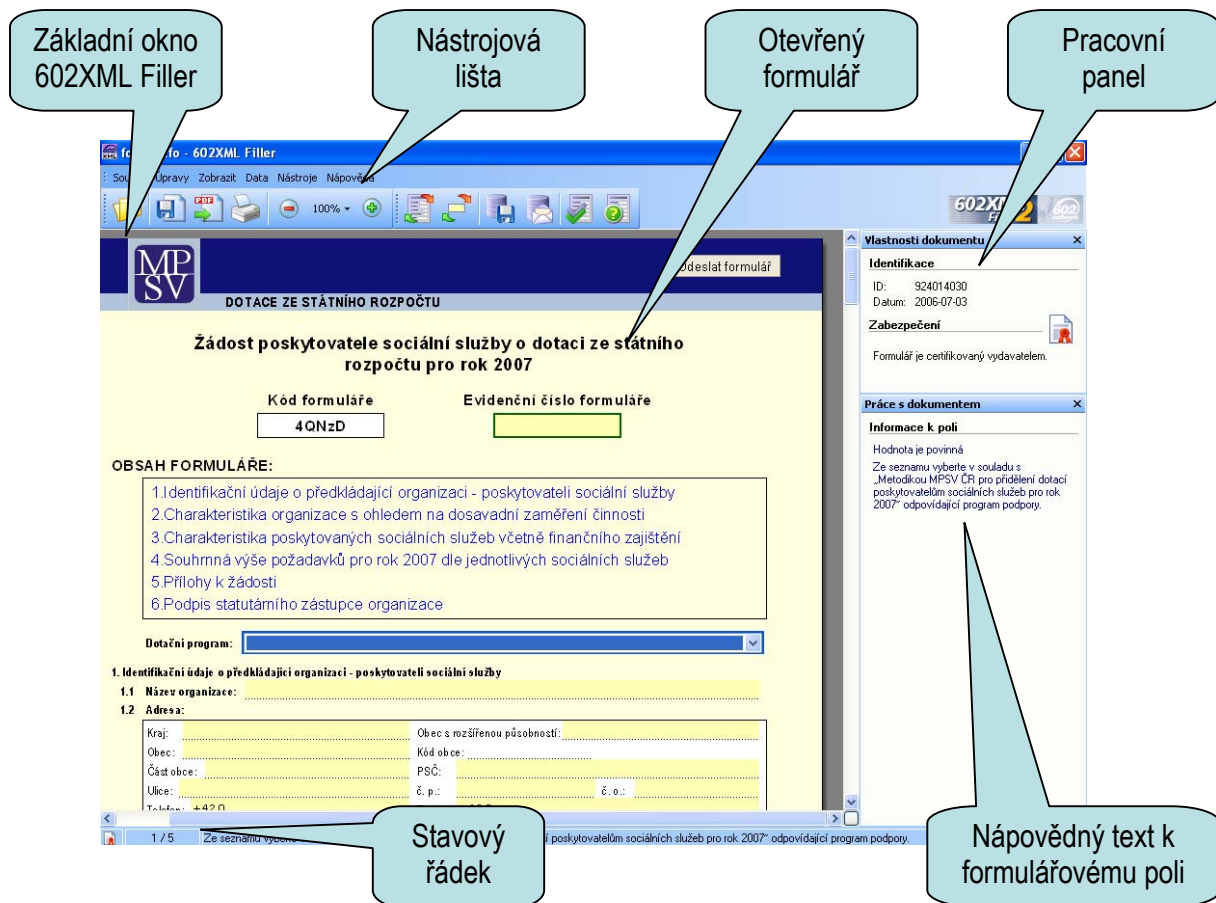 Základní okno
602XML Filler
Nástrojová
lišta
Otevřený
formulář
Pracovní
panel
602XML Filler
Úpravy Zobrazit Data Nástroje Nápověda
PDF
100%
602
MP
SV
Odeslat formulář
DOTACE ZE STÁTNÍHO ROZPOČTU
Žádost poskytovatele sociální služby o dotaci ze státního
rozpočtu pro rok 2007
Kód formuláře
Evidenční číslo formuláře
4QNzD
OBSAH FORMULÁŘE:
1.Identifikační údaje o předkládající organizaci - poskytovateli sociální služby
2.Charakteristika organizace s ohledem na dosavadní zaměření činnosti
3.Charakteristika poskytovaných sociálních služeb včetně finančního zajištění
4.Souhrnná výše požadavků pro rok 2007 dle jednotlivých sociálních služeb
5.Přílohy k žádosti
6.Podpis statutárního zástupce organizace
Dotační program:
1. Identifikační údaje o předkládající organizaci - poskytovateli sociální služby
1.1 Název organizace:
1.2 Adresa:
Kraj:
Obec s rozšířenou působností:
Obec:
Kód obce:
Část obce:
PSČ:
Ulice:
č. p.:
č. o.:
Telefon: +420
Vlastnosti dokumentu
Identifikace
ID: 924014030
Datum: 2006-07-03
Zabezpečení
Formulář je certifikovaný vydavatelem.
Práce s dokumentem
Informace k poli
Hodnota je povinná
Ze seznamu vyberte v souladu s
„Metodikou MPSV ČR pro přidělení dotací
poskytovatelům sociálních služeb pro rok
2007“ odpovídající program podpory.
1 / 5
Ze seznamu vyberte
poskytovatelům sociálních služeb pro rok 2007“ odpovídající program podpory.
Stavový
řádek
Nápovědný text k
formulářovému poli